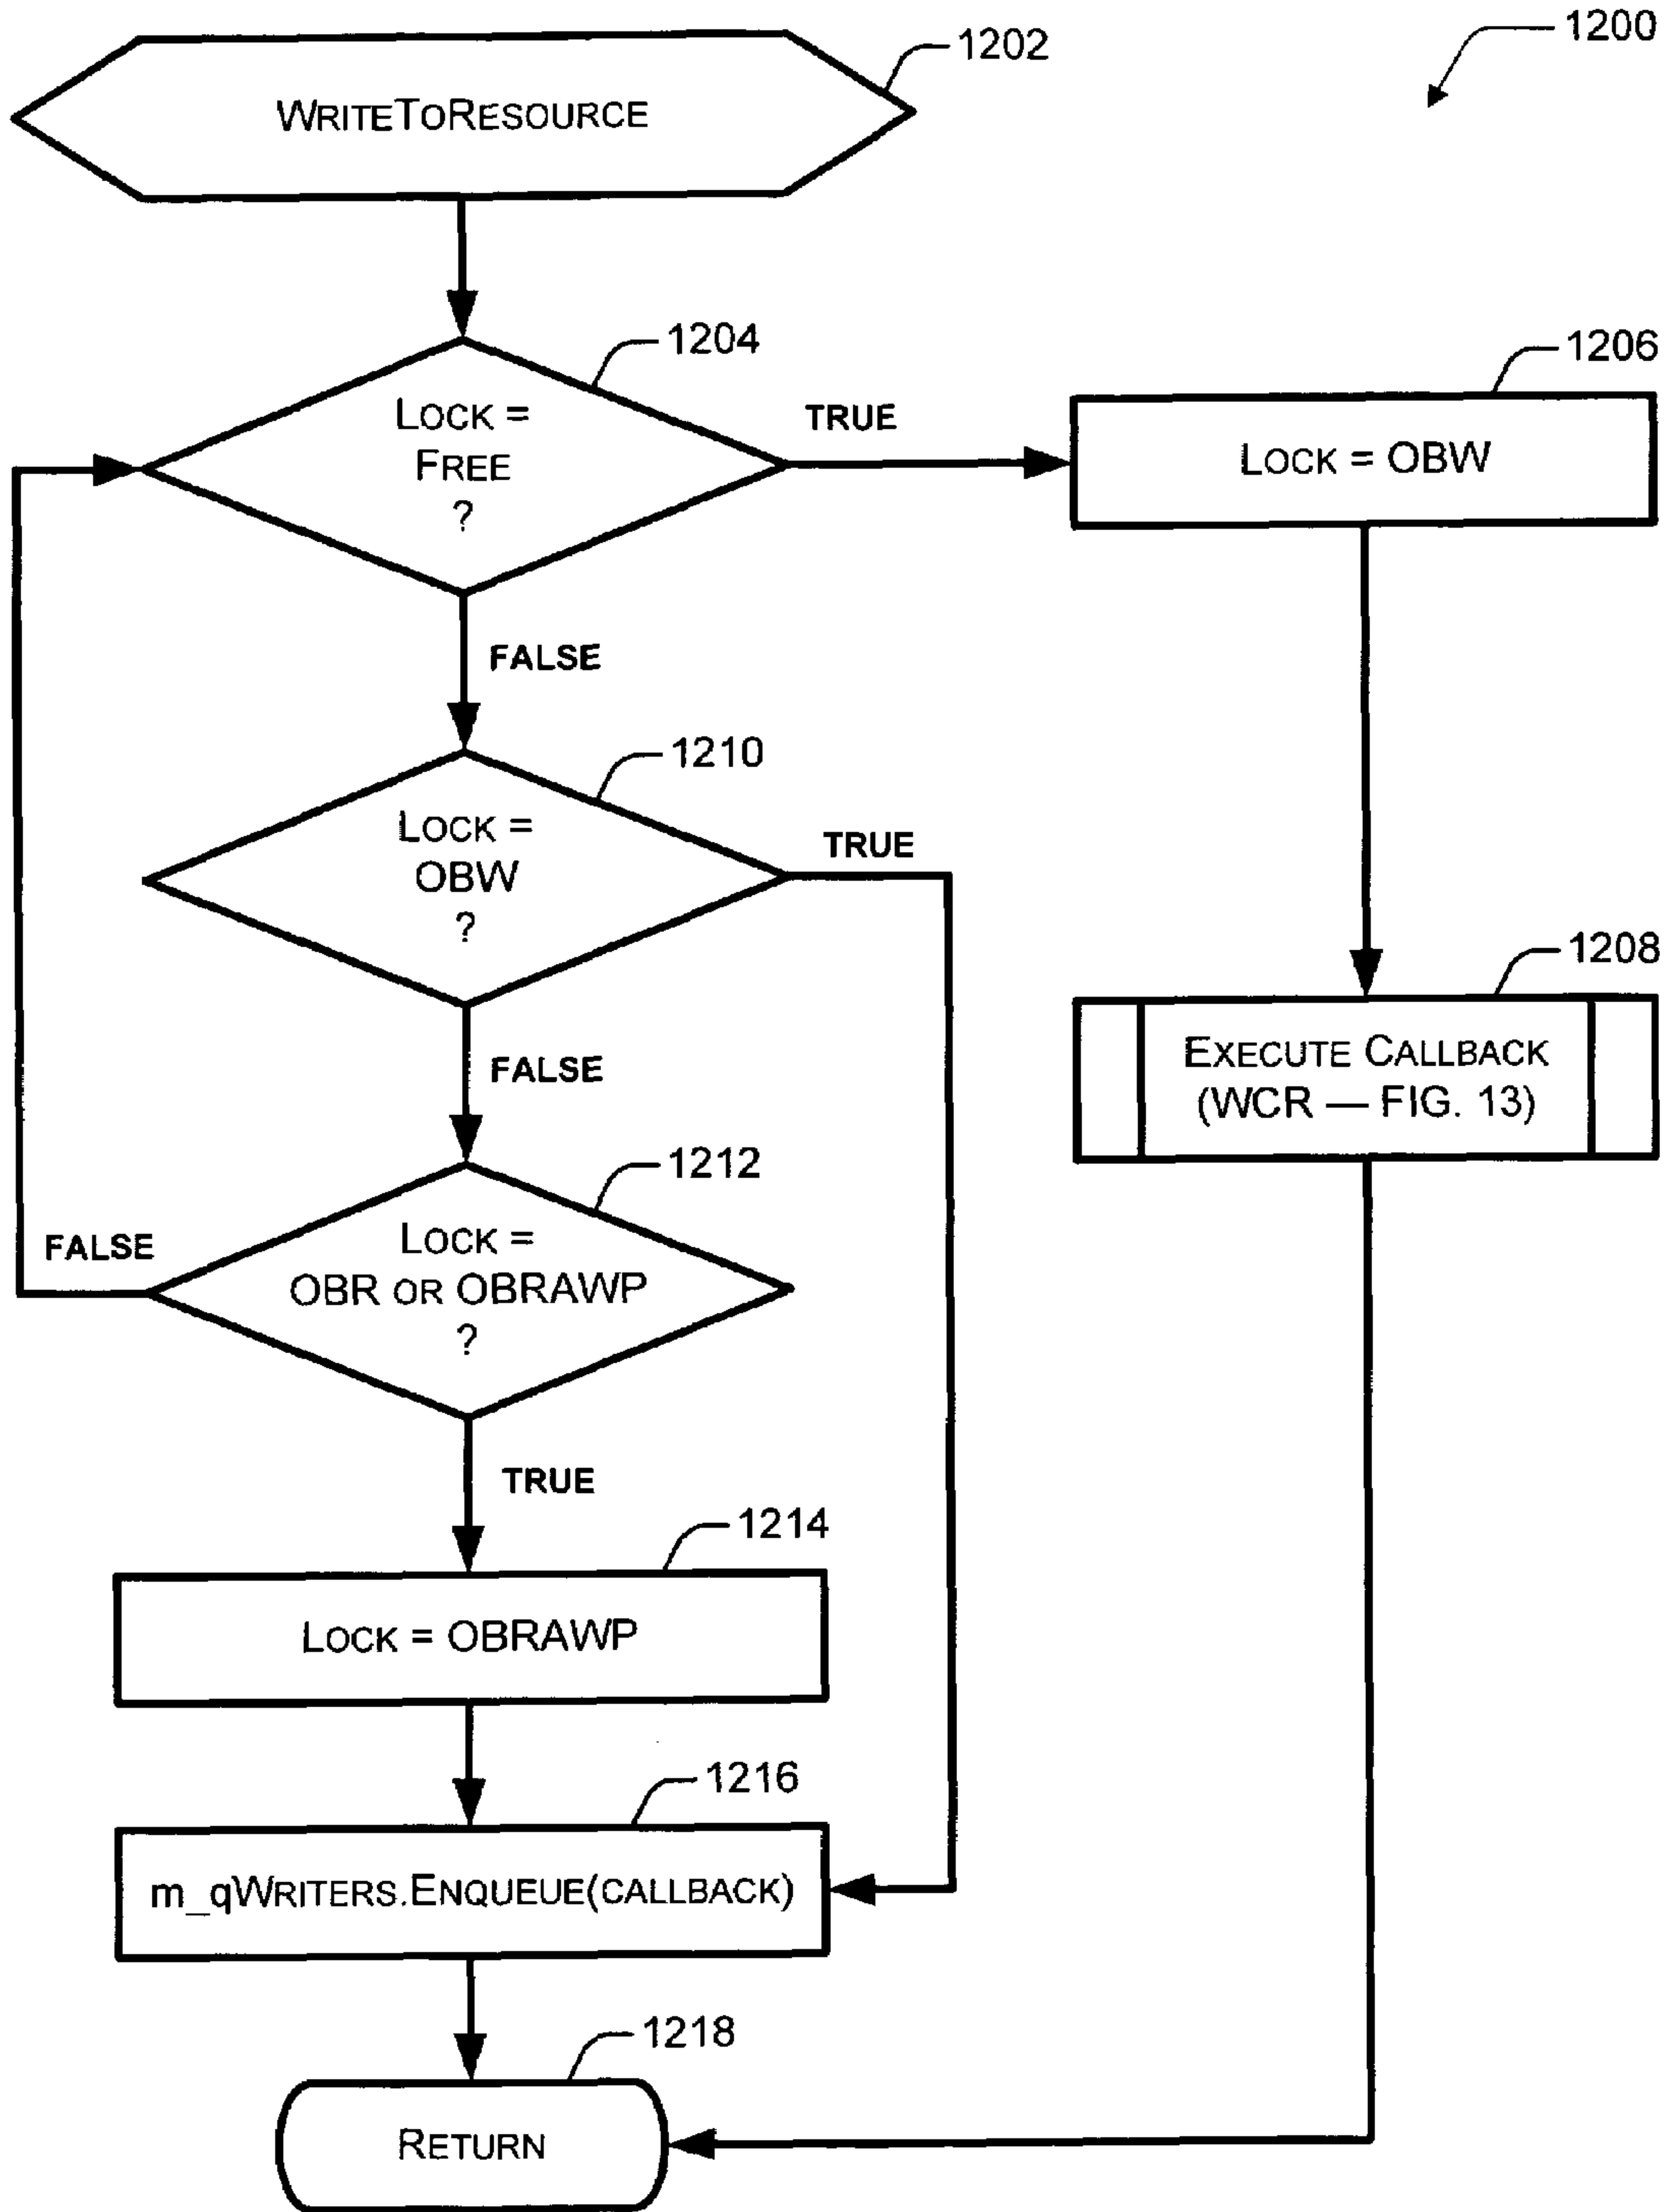 1200
1202
WRITETORESOURCE
1204
LOCK =
FREE
?
TRUE
1206
LOCK = OBW
FALSE
1210
LOCK =
OBW
?
TRUE
1208
EXECUTE CALLBACK
(WCR — FIG. 13)
FALSE
1212
LOCK =
OBR OR OBRAWP
?
FALSE
TRUE
1214
LOCK = OBRAWP
1216
m_qWRITERS.ENQUEUE(CALLBACK)
1218
RETURN